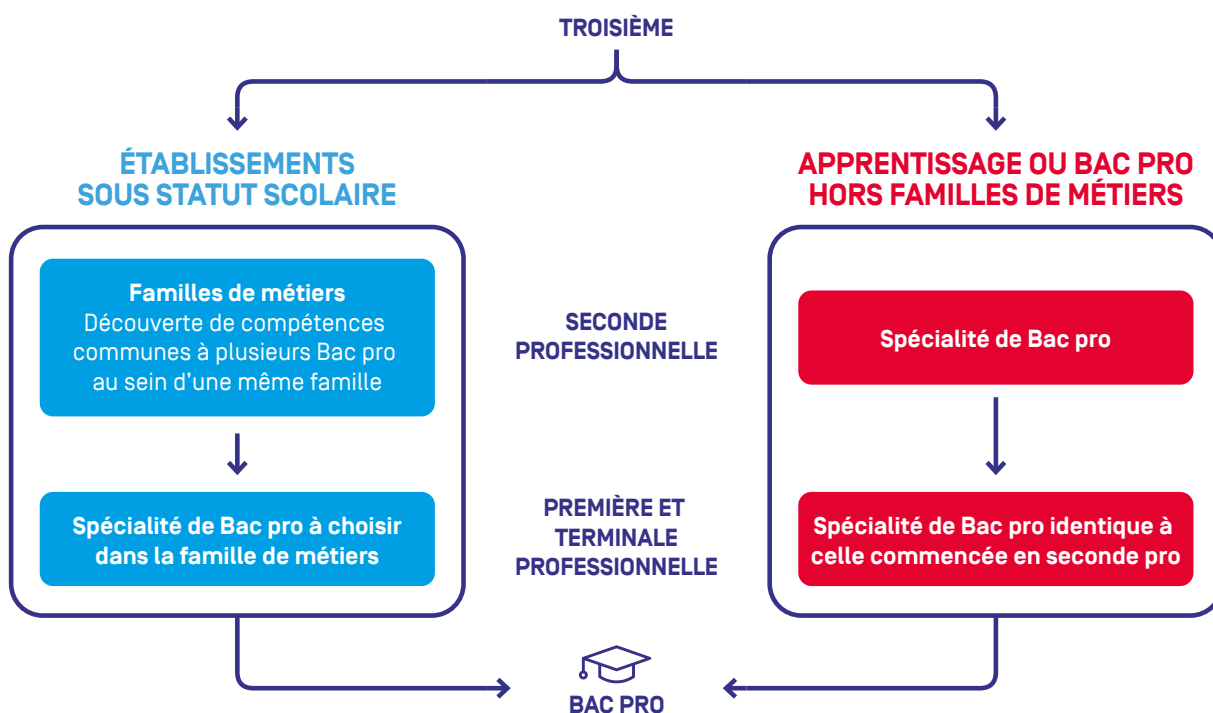 TROISIÈME
ÉTABLISSEMENTS
SOUS STATUT SCOLAIRE
APPRENTISSAGE OU BAC PRO
HORS FAMILLES DE MÉTIERS
Familles de métiers
Découverte de compétences
communes à plusieurs Bac pro
au sein d'une même famille
SECONDE
PROFESSIONNELLE
Spécialité de Bac pro
Spécialité de Bac pro à choisir
dans la famille de métiers
PREMIÈRE ET
TERMINALE
PROFESSIONNELLE
Spécialité de Bac pro identique à
celle commencée en seconde pro
BAC PRO